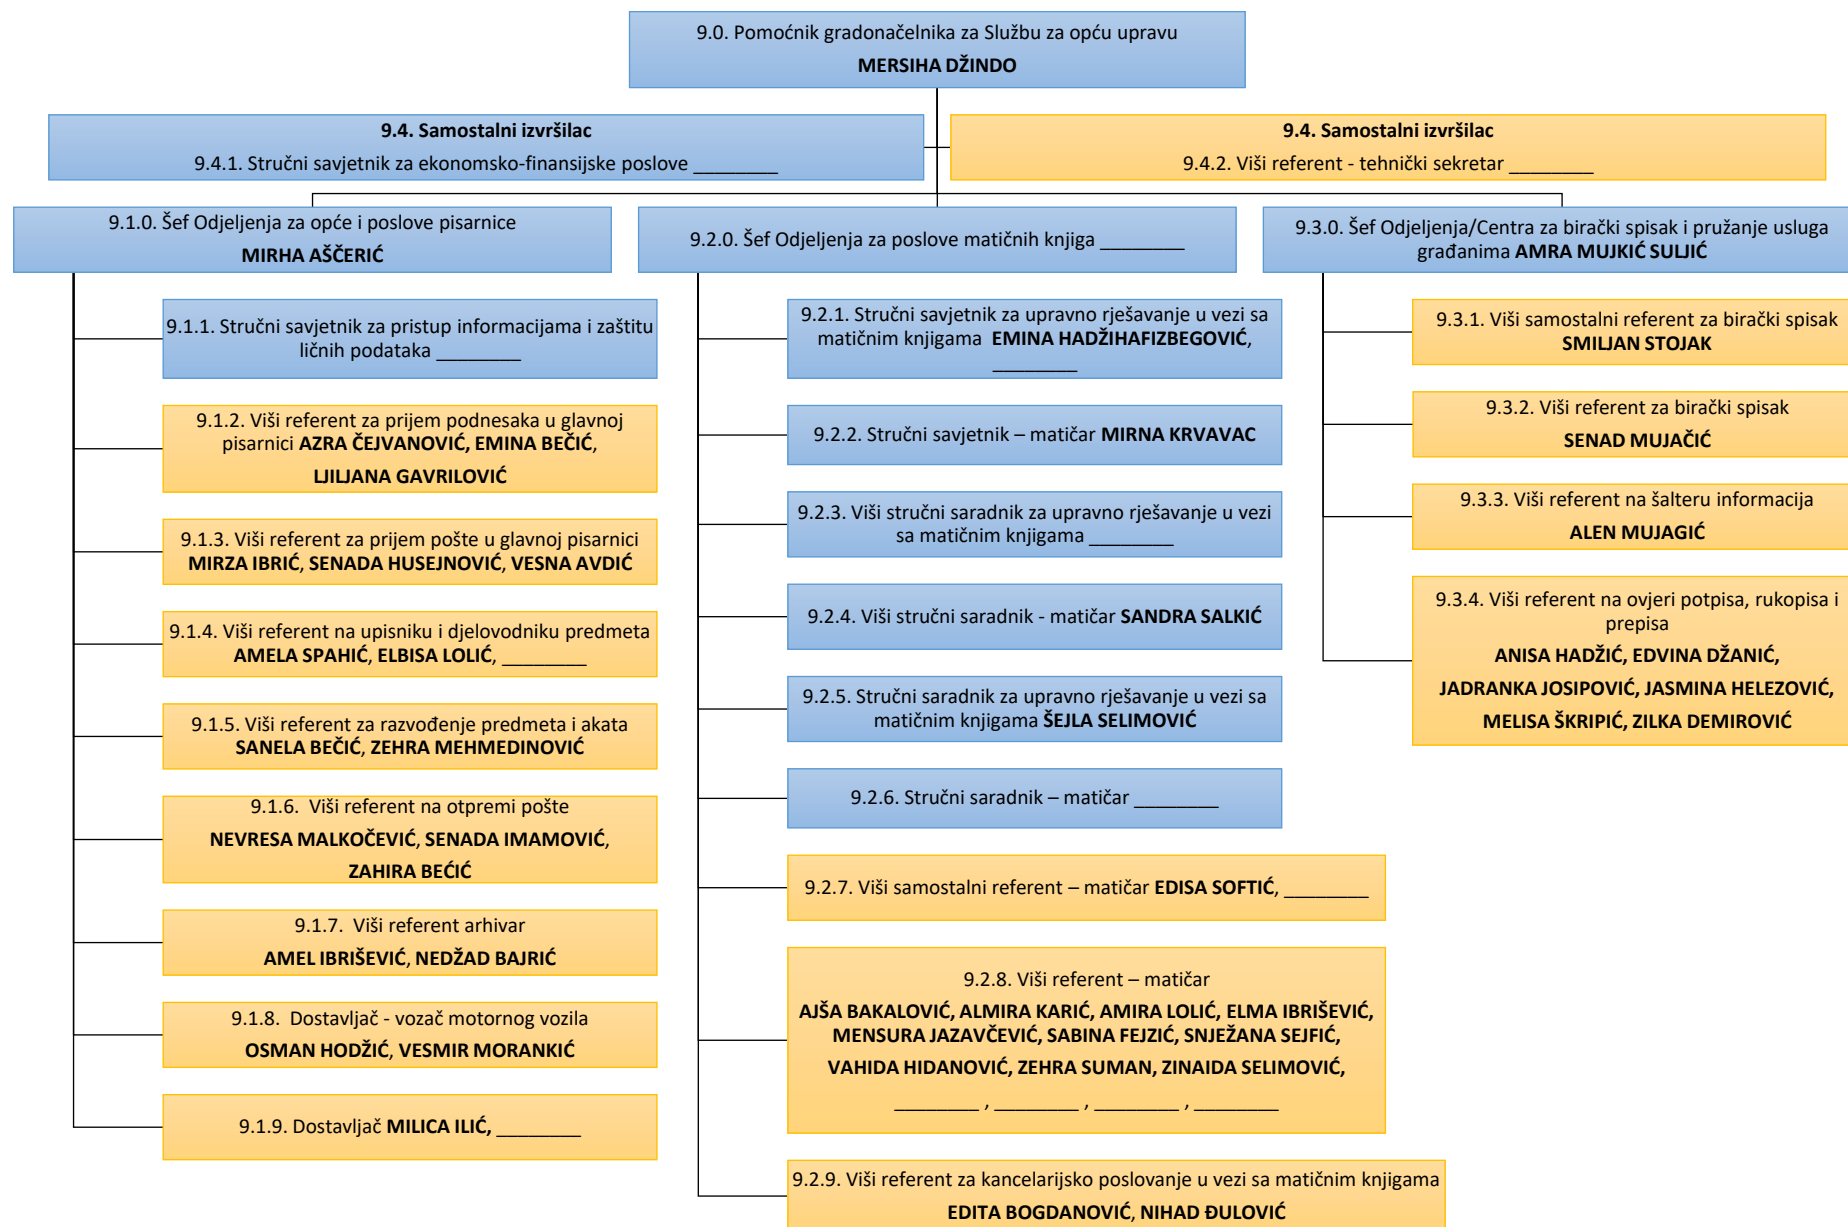 9.0. Pomoćnik gradonačelnika za Službu za opću upravu
MERSIHA DŽINDO
9.4. Samostalni izvršilac
9.4.1. Stručni savjetnik za ekonomsko-finansijske poslove ________
9.4. Samostalni izvršilac
9.4.2. Viši referent - tehnički sekretar ________
9.1.0. Šef Odjeljenja za opće i poslove pisarnice
MIRHA AŠČERIĆ
9.1.1. Stručni savjetnik za pristup informacijama i zaštitu
ličnih podataka ________
9.1.2. Viši referent za prijem podnesaka u glavnoj
pisarnici AZRA ČEJVANOVIĆ, EMINA BEČIĆ,
LJILJANA GAVRILOVIĆ
9.1.3. Viši referent za prijem pošte u glavnoj pisarnici
MIRZA IBRIĆ, SENADA HUSEJNOVIĆ, VESNA AVDIĆ
9.1.4. Viši referent na upisniku i djelovodniku predmeta
AMELA SPAHIĆ, ELBISA LOLIĆ, ________
9.1.5. Viši referent za razvođenje predmeta i akata
SANELA BEČIĆ, ZEHRA MEHMEDINOVIĆ
9.1.6. Viši referent na otpremi pošte
NEVRESA MALKOČEVIĆ, SENADA IMAMOVIĆ,
ZAHIRA BEĆIĆ
9.1.7. Viši referent arhivar
AMEL IBRIŠEVIĆ, NEDŽAD BAJRIĆ
9.1.8. Dostavljač - vozač motornog vozila
OSMAN HODŽIĆ, VESMIR MORANKIĆ
9.1.9. Dostavljač MILICA ILIĆ, ________
9.2.0. Šef Odjeljenja za poslove matičnih knjiga ________
9.2.1. Stručni savjetnik za upravno rješavanje u vezi sa
matičnim knjigama EMINA HADŽIHAFIZBEGOVIĆ,
________
9.2.2. Stručni savjetnik – matičar MIRNA KRVAVAC
9.2.3. Viši stručni saradnik za upravno rješavanje u vezi
sa matičnim knjigama ________
9.2.4. Viši stručni saradnik - matičar SANDRA SALKIĆ
9.2.5. Stručni saradnik za upravno rješavanje u vezi sa
matičnim knjigama ŠEJLA SELIMOVIĆ
9.2.6. Stručni saradnik – matičar ________
9.2.7. Viši samostalni referent – matičar EDISA SOFTIĆ, ________
9.2.8. Viši referent – matičar
AJŠA BAKALOVIĆ, ALMIRA KARIĆ, AMIRA LOLIĆ, ELMA IBRIŠEVIĆ,
MENSURA JAZAVČEVIĆ, SABINA FEJZIĆ, SNJEŽANA SEJFIĆ,
VAHIDA HIDANOVIĆ, ZEHRA SUMAN, ZINAIDA SELIMOVIĆ,
________ , ________ , ________ , ________
9.2.9. Viši referent za kancelarijsko poslovanje u vezi sa matičnim knjigama
EDITA BOGDANOVIĆ, NIHAD ĐULOVIĆ
9.3.0. Šef Odjeljenja/Centra za birački spisak i pružanje usluga
građanima AMRA MUJKIĆ SULJIĆ
9.3.1. Viši samostalni referent za birački spisak
SMILJAN STOJAK
9.3.2. Viši referent za birački spisak
SENAD MUJAČIĆ
9.3.3. Viši referent na šalteru informacija
ALEN MUJAGIĆ
9.3.4. Viši referent na ovjeri potpisa, rukopisa i
prepisa
ANISA HADŽIĆ, EDVINA DŽANIĆ,
JADRANKA JOSIPOVIĆ, JASMINA HELEZOVIĆ,
MELISA ŠKRIPIĆ, ZILKA DEMIROVIĆ